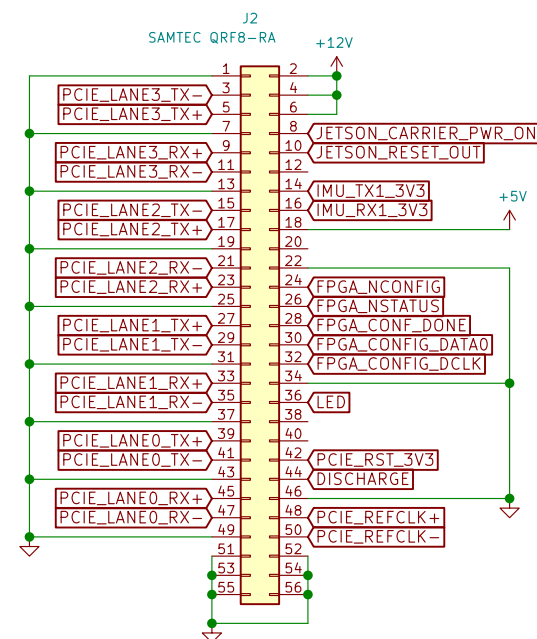 J2
SAMTEC QRF8-RA
+12V
1 2
PCIE_LANE3_TX- 3 4
PCIE_LANE3_TX+ 5 6
7 8 JETSON_CARRIER_PWR_ON
PCIE_LANE3_RX+ 9 10 JETSON_RESET_OUT
PCIE_LANE3_RX- 11 12
13 14 IMU_TX1_3V3
PCIE_LANE2_TX- 15 16 IMU_RX1_3V3
+5V
PCIE_LANE2_TX+ 17 18
19 20
PCIE_LANE2_RX- 21 22
PCIE_LANE2_RX+ 23 24 FPGA_NCONFIG
25 26 FPGA_NSTATUS
PCIE_LANE1_TX+ 27 28 FPGA_CONF_DONE
PCIE_LANE1_TX- 29 30 FPGA_CONFIG_DATA0
31 32 FPGA_CONFIG_DCLK
PCIE_LANE1_RX+ 33 34
PCIE_LANE1_RX- 35 36 LED
37 38
PCIE_LANE0_TX+ 39 40
PCIE_LANE0_TX- 41 42 PCIE_RST_3V3
43 44 DISCHARGE
PCIE_LANE0_RX+ 45 46
PCIE_LANE0_RX- 47 48 PCIE_REFCLK+
49 50 PCIE_REFCLK-
51 52
53 54
55 56